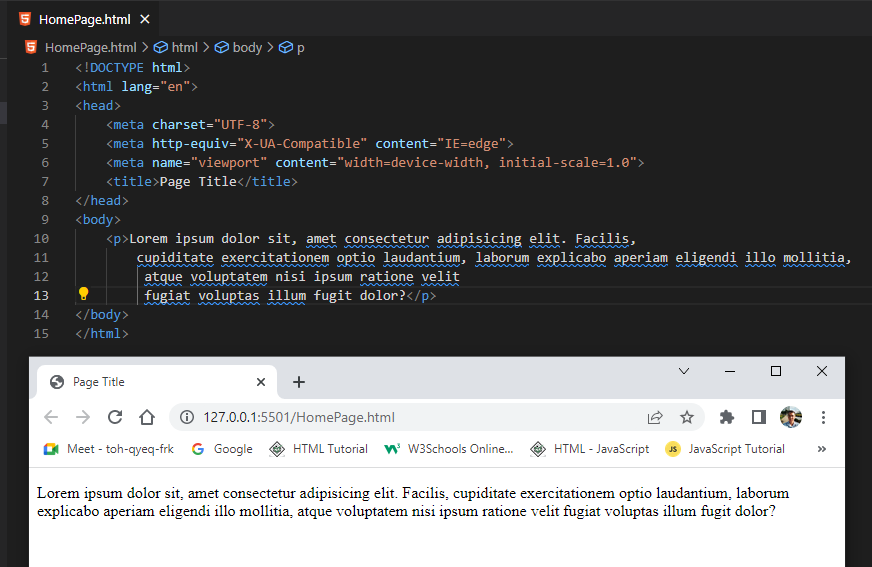 HomePage.html
HomePage.html > html > body > p
1 <!DOCTYPE html>
2 <html lang="en">
3 <head>
4 <meta charset="UTF-8">
5 <meta http-equiv="X-UA-Compatible" content="IE=edge">
6 <meta name="viewport" content="width=device-width, initial-scale=1.0">
7 <title>Page Title</title>
8 </head>
9 <body>
10 <p>Lorem ipsum dolor sit, amet consectetur adipisicing elit. Facilis,
11 cupiditate exercitationem optio laudantium, laborum explicabo aperiam eligendi illo mollitia,
12 atque voluptatem nisi ipsum ratione velit
13 fugiat voluptas illum fugit dolor?</p>
14 </body>
15 </html>
Page Title
127.0.0.1:5501/HomePage.html
Meet - toh-qyeq-frk Google HTML Tutorial W3Schools Online... HTML - JavaScript JS JavaScript Tutorial »
Lorem ipsum dolor sit, amet consectetur adipisicing elit. Facilis, cupiditate exercitationem optio laudantium, laborum
explicabo aperiam eligendi illo mollitia, atque voluptatem nisi ipsum ratione velit fugiat voluptas illum fugit dolor?